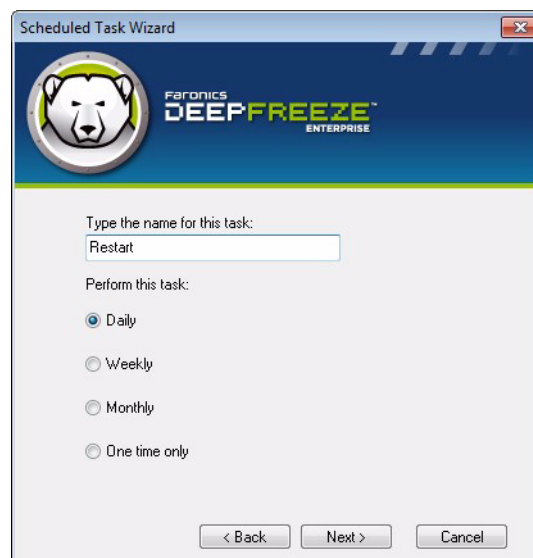 Scheduled Task Wizard
FARONICS
DEEPFREEZE™
ENTERPRISE
Type the name for this task:
Restart
Perform this task:
Daily
Weekly
Monthly
One time only
< Back
Next >
Cancel